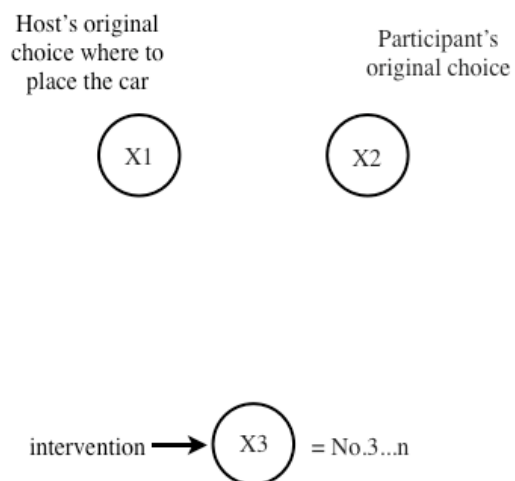 Host's original
choice where to
place the car
Participant's
original choice
X1
X2
intervention
X3
= No.3...n